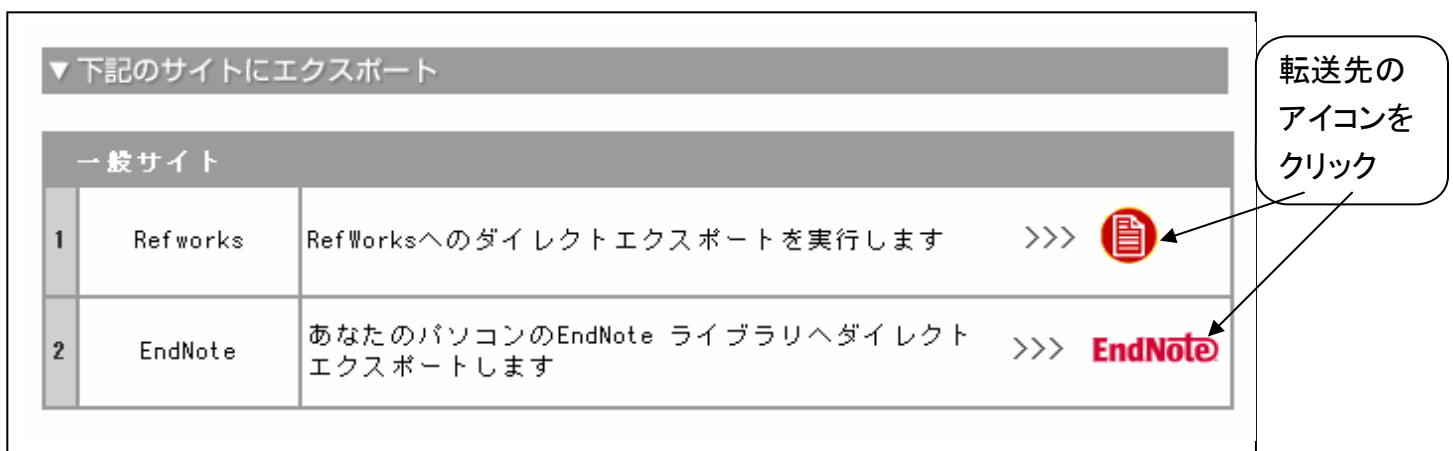 ▼下記のサイトにエクスポート
一般サイト
1 Refworks RefWorksへのダイレクトエクスポートを実行します >>>
2 EndNote あなたのパソコンのEndNote ライブラリへダイレクト
エクスポートします >>> EndNote
転送先の
アイコンを
クリック